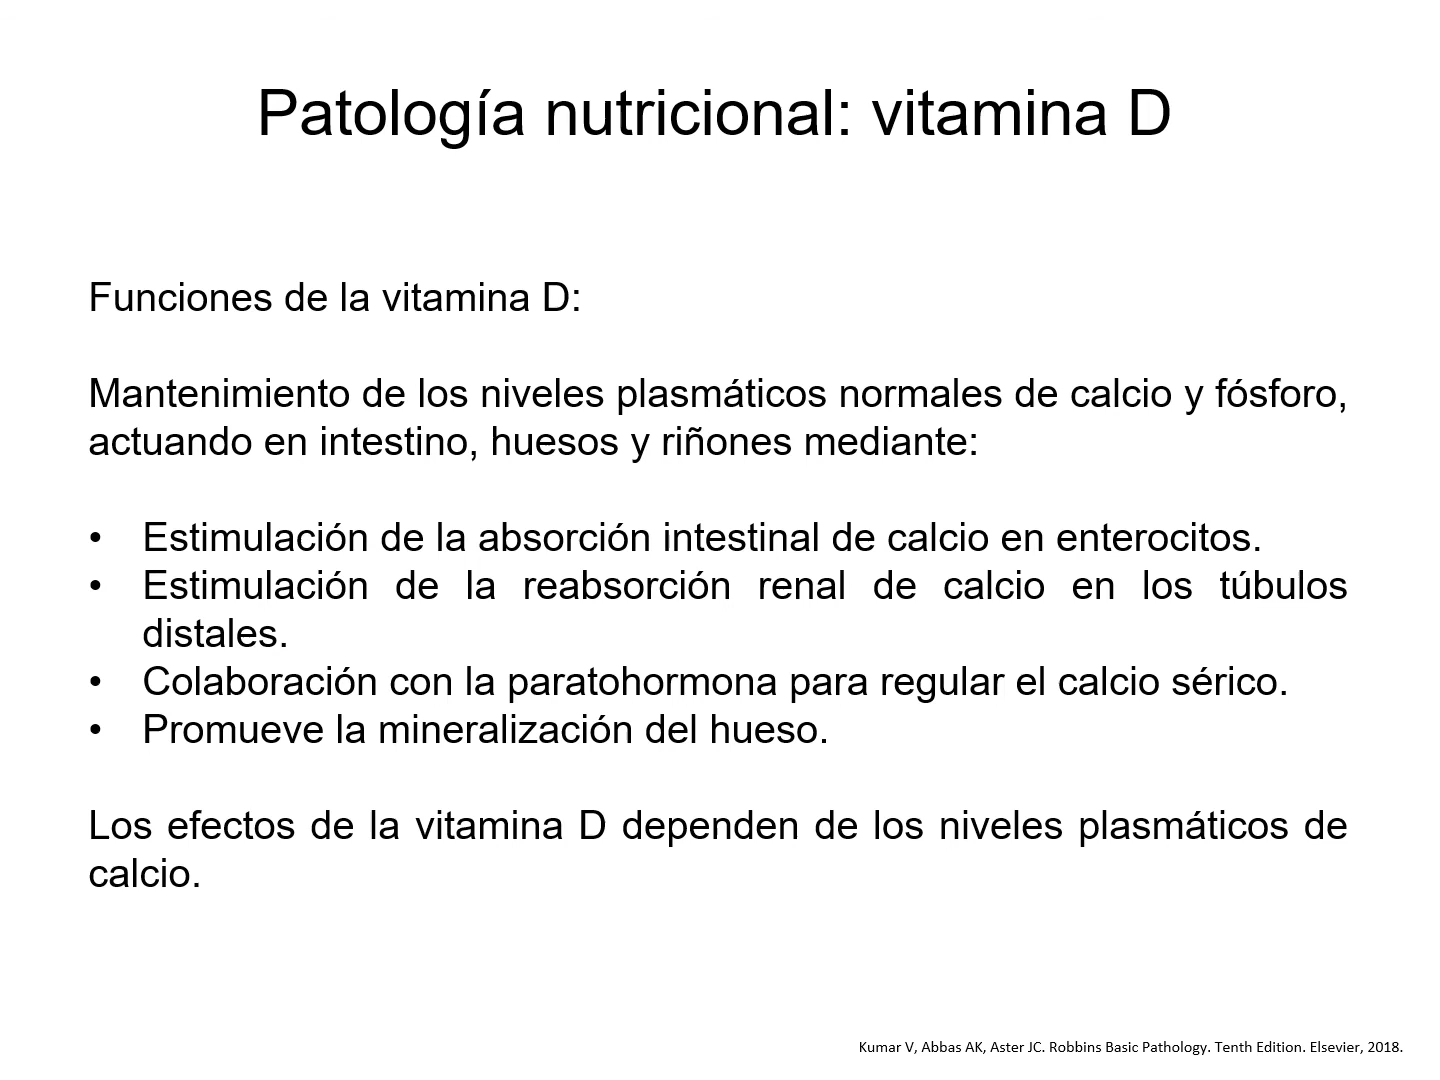 Patología nutricional: vitamina D
Funciones de la vitamina D:
Mantenimiento de los niveles plasmáticos normales de calcio y fósforo,
actuando en intestino, huesos y riñones mediante:
• Estimulación de la absorción intestinal de calcio en enterocitos.
• Estimulación de la reabsorción renal de calcio en los túbulos
distales.
• Colaboración con la paratohormona para regular el calcio sérico.
• Promueve la mineralización del hueso.
Los efectos de la vitamina D dependen de los niveles plasmáticos de
calcio.
Kumar V, Abbas AK, Aster JC. Robbins Basic Pathology. Tenth Edition. Elsevier, 2018.